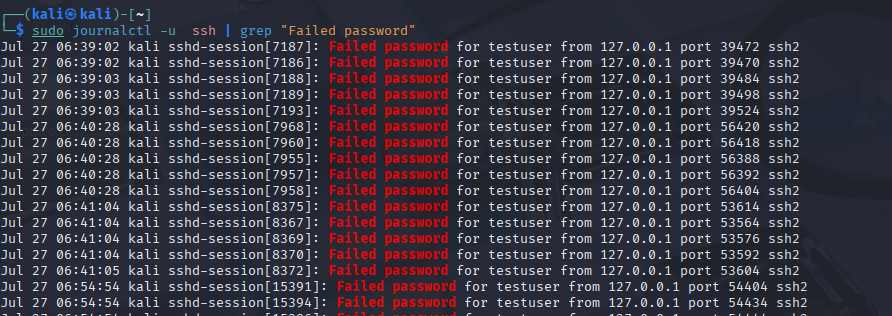 ┌──(kali㉿kali)-[~]
└─$ sudo journalctl -u  ssh | grep "Failed password"
Jul 27 06:39:02 kali sshd-session[7187]: Failed password for testuser from 127.0.0.1 port 39472 ssh2
Jul 27 06:39:02 kali sshd-session[7186]: Failed password for testuser from 127.0.0.1 port 39470 ssh2
Jul 27 06:39:03 kali sshd-session[7188]: Failed password for testuser from 127.0.0.1 port 39484 ssh2
Jul 27 06:39:03 kali sshd-session[7189]: Failed password for testuser from 127.0.0.1 port 39498 ssh2
Jul 27 06:39:03 kali sshd-session[7193]: Failed password for testuser from 127.0.0.1 port 39524 ssh2
Jul 27 06:40:28 kali sshd-session[7968]: Failed password for testuser from 127.0.0.1 port 56420 ssh2
Jul 27 06:40:28 kali sshd-session[7960]: Failed password for testuser from 127.0.0.1 port 56418 ssh2
Jul 27 06:40:28 kali sshd-session[7955]: Failed password for testuser from 127.0.0.1 port 56388 ssh2
Jul 27 06:40:28 kali sshd-session[7957]: Failed password for testuser from 127.0.0.1 port 56392 ssh2
Jul 27 06:40:28 kali sshd-session[7958]: Failed password for testuser from 127.0.0.1 port 56404 ssh2
Jul 27 06:41:04 kali sshd-session[8375]: Failed password for testuser from 127.0.0.1 port 53614 ssh2
Jul 27 06:41:04 kali sshd-session[8367]: Failed password for testuser from 127.0.0.1 port 53564 ssh2
Jul 27 06:41:04 kali sshd-session[8369]: Failed password for testuser from 127.0.0.1 port 53576 ssh2
Jul 27 06:41:04 kali sshd-session[8370]: Failed password for testuser from 127.0.0.1 port 53592 ssh2
Jul 27 06:41:05 kali sshd-session[8372]: Failed password for testuser from 127.0.0.1 port 53604 ssh2
Jul 27 06:54:54 kali sshd-session[15391]: Failed password for testuser from 127.0.0.1 port 54404 ssh2
Jul 27 06:54:54 kali sshd-session[15394]: Failed password for testuser from 127.0.0.1 port 54434 ssh2